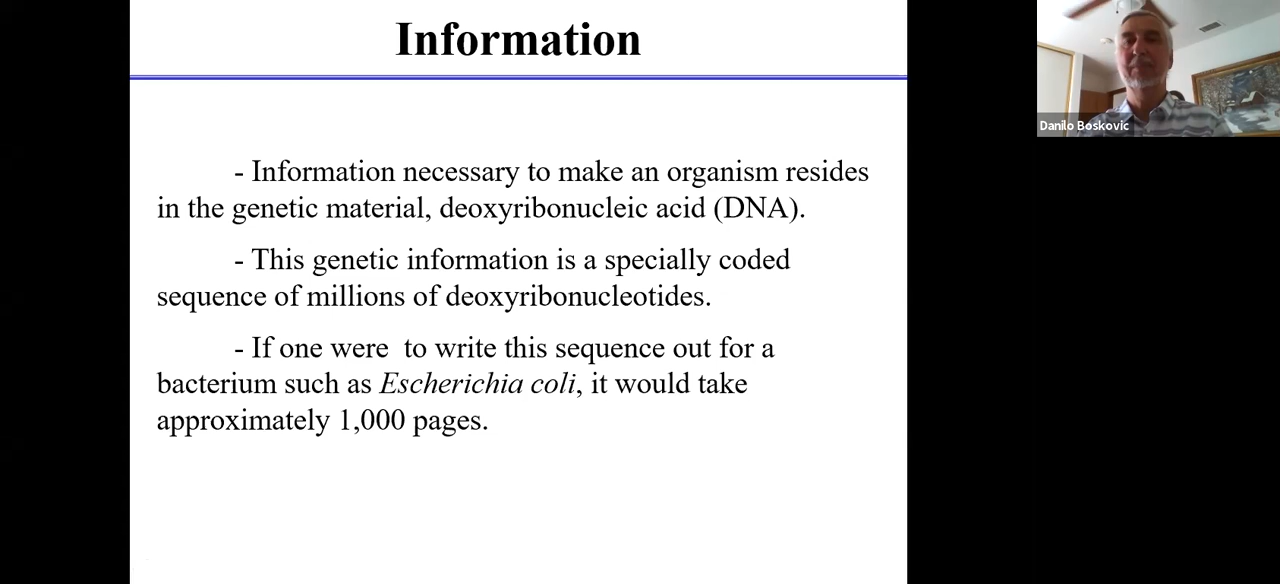 Information
- Information necessary to make an organism resides
in the genetic material, deoxyribonucleic acid (DNA).
- This genetic information is a specially coded
sequence of millions of deoxyribonucleotides.
- If one were  to write this sequence out for a
bacterium such as Escherichia coli, it would take
approximately 1,000 pages.
Danilo Boskovic